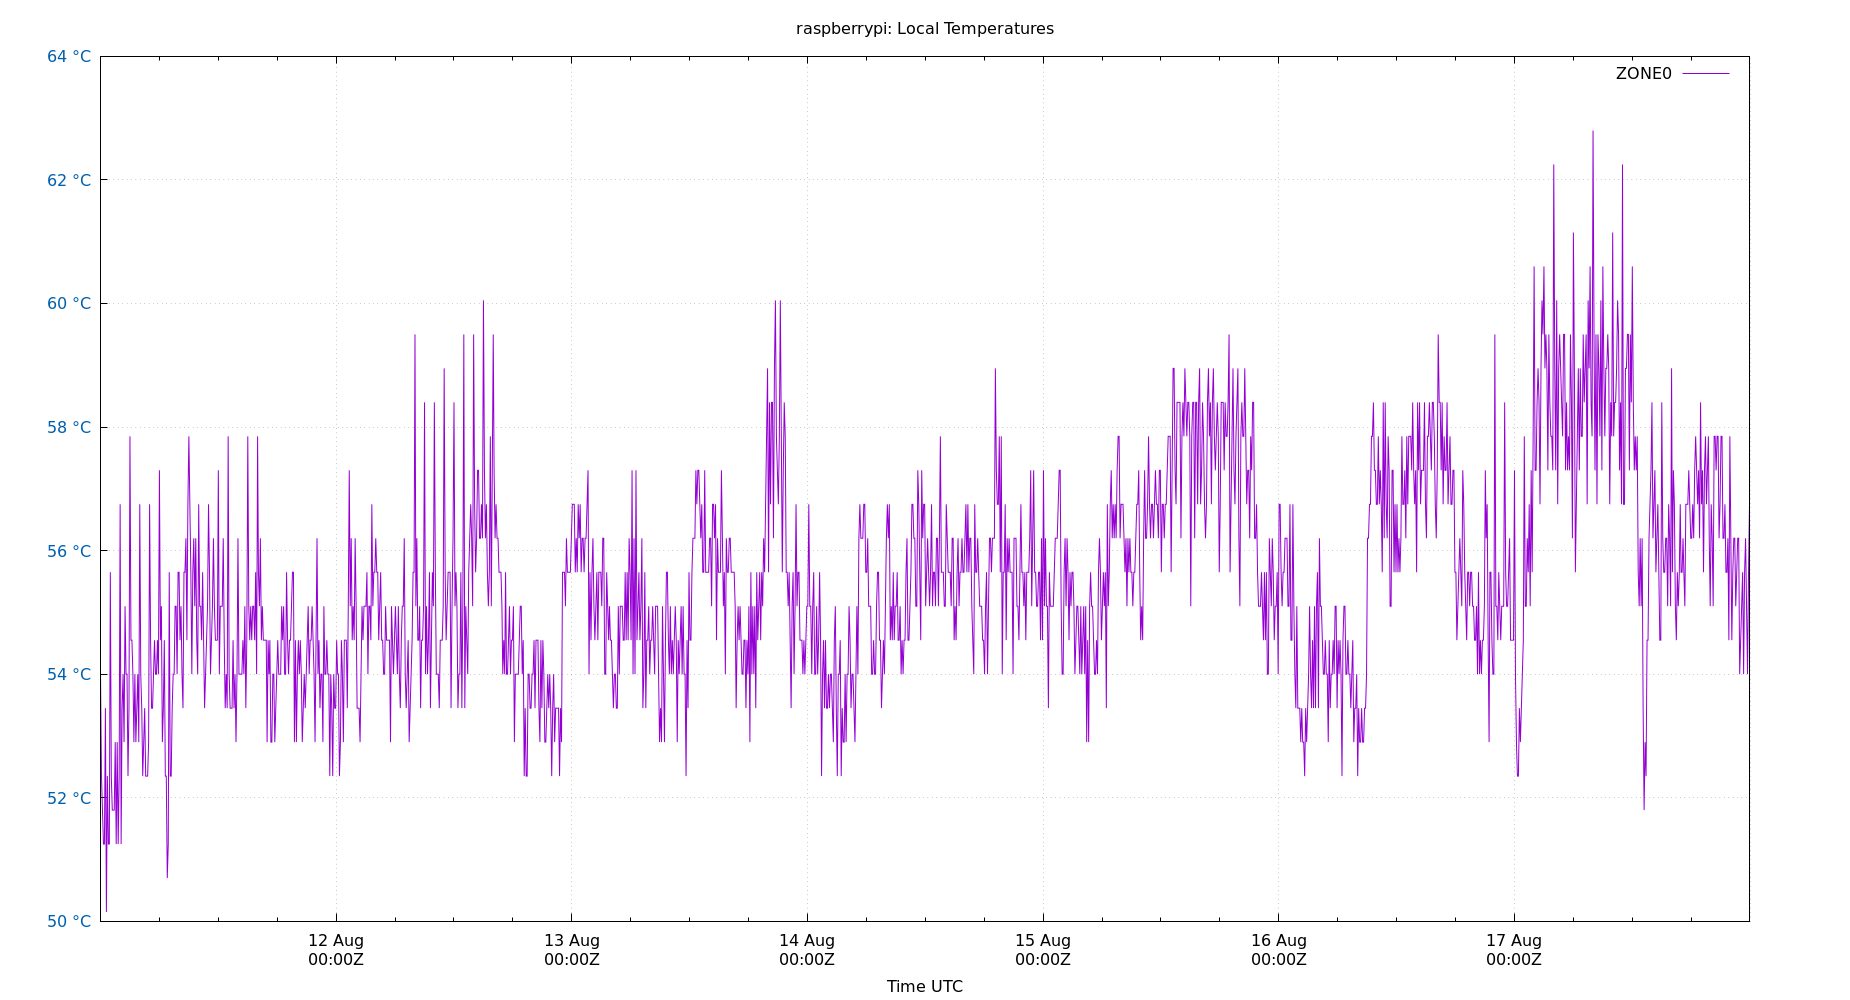 raspberrypi: Local Temperatures
64 °C
ZONE0
62 °C
60 °C
58 °C
56 °C
54 °C
52 °C
50 °C
12 Aug
00:00Z
13 Aug
00:00Z
14 Aug
00:00Z
15 Aug
00:00Z
16 Aug
00:00Z
17 Aug
00:00Z
Time UTC